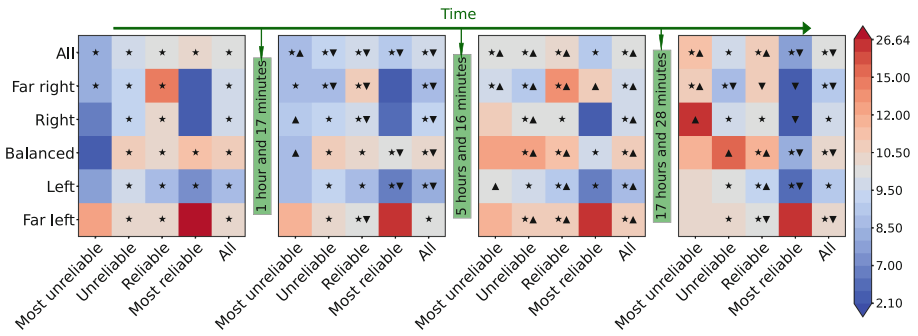 Time
All
Far right
Right
Balanced
Left
Far left
1 hour and 17 minutes
5 hours and 16 minutes
17 hours and 28 minutes
Most unreliable
Unreliable
Reliable
Most reliable
All
Most unreliable
Unreliable
Reliable
Most reliable
All
Most unreliable
Unreliable
Reliable
Most reliable
All
Most unreliable
Unreliable
Reliable
Most reliable
All
26.64
15.00
12.00
10.50
9.50
8.50
7.00
2.10